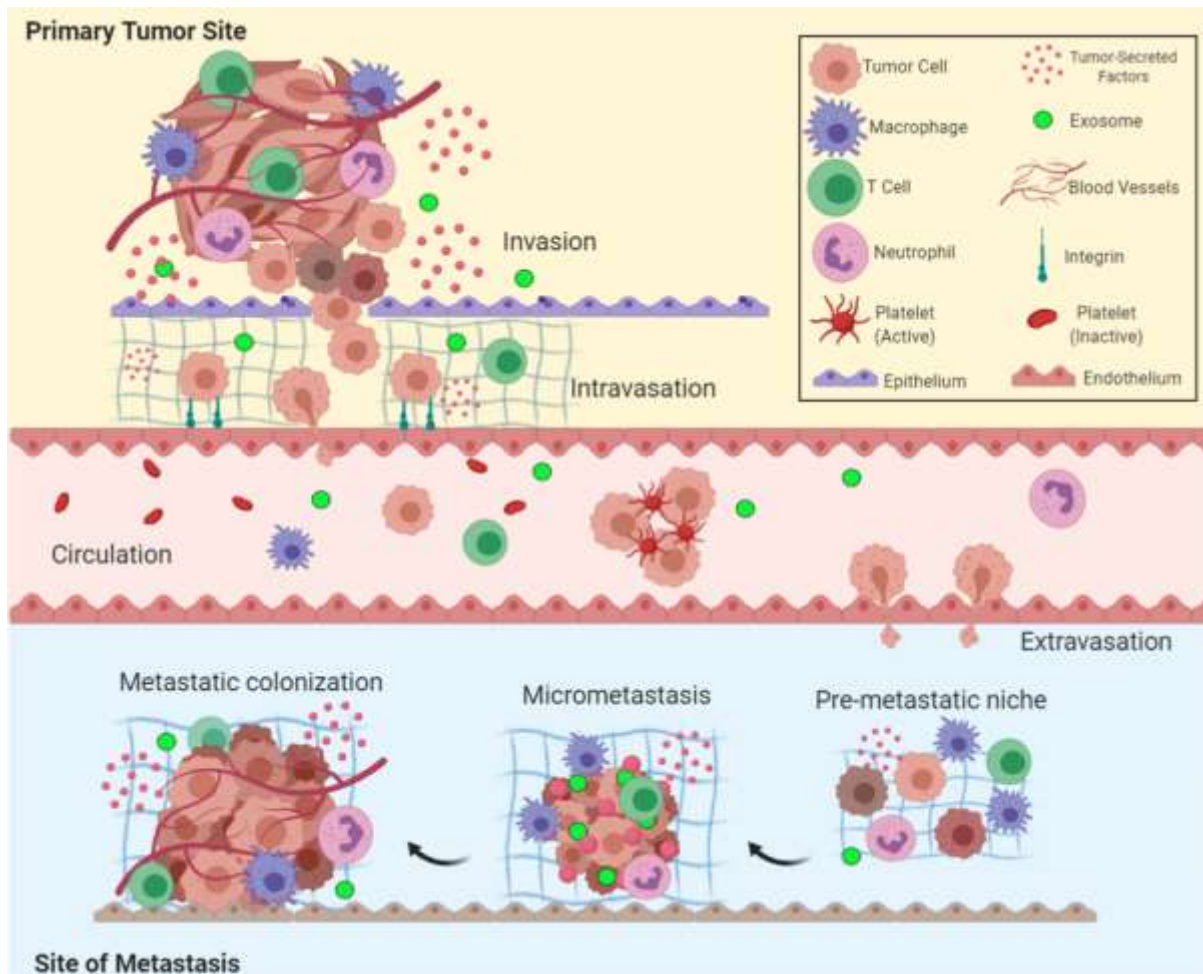 Primary Tumor Site
Tumor Cell
Tumor-Secreted
Factors
Macrophage
Exosome
T Cell
Blood Vessels
Neutrophil
Integrin
Platelet
(Active)
Platelet
(Inactive)
Epithelium
Endothelium
Invasion
Intravasation
Circulation
Extravasation
Metastatic colonization
Micrometastasis
Pre-metastatic niche
Site of Metastasis